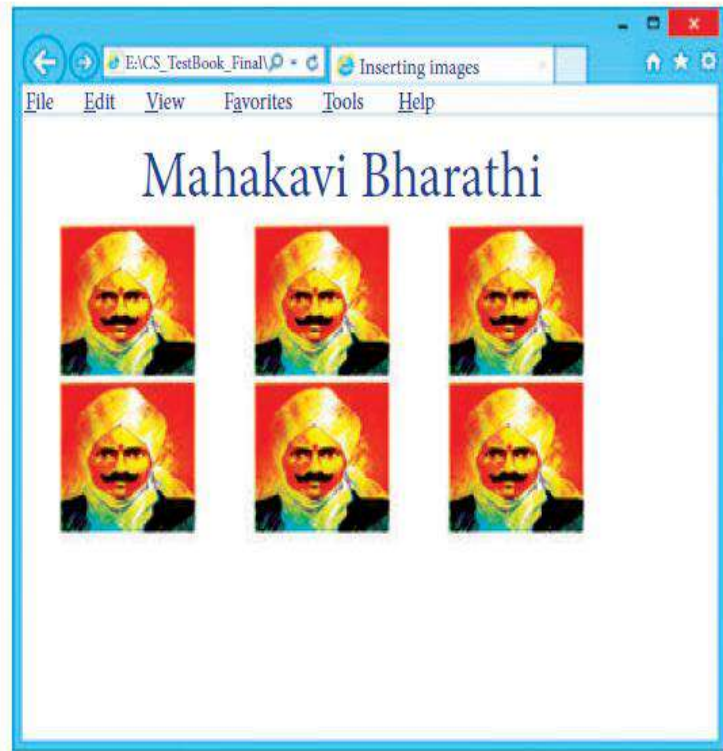 E:\CS_TestBook_Final\
Inserting images
File Edit View Favorites Tools Help
Mahakavi Bharathi